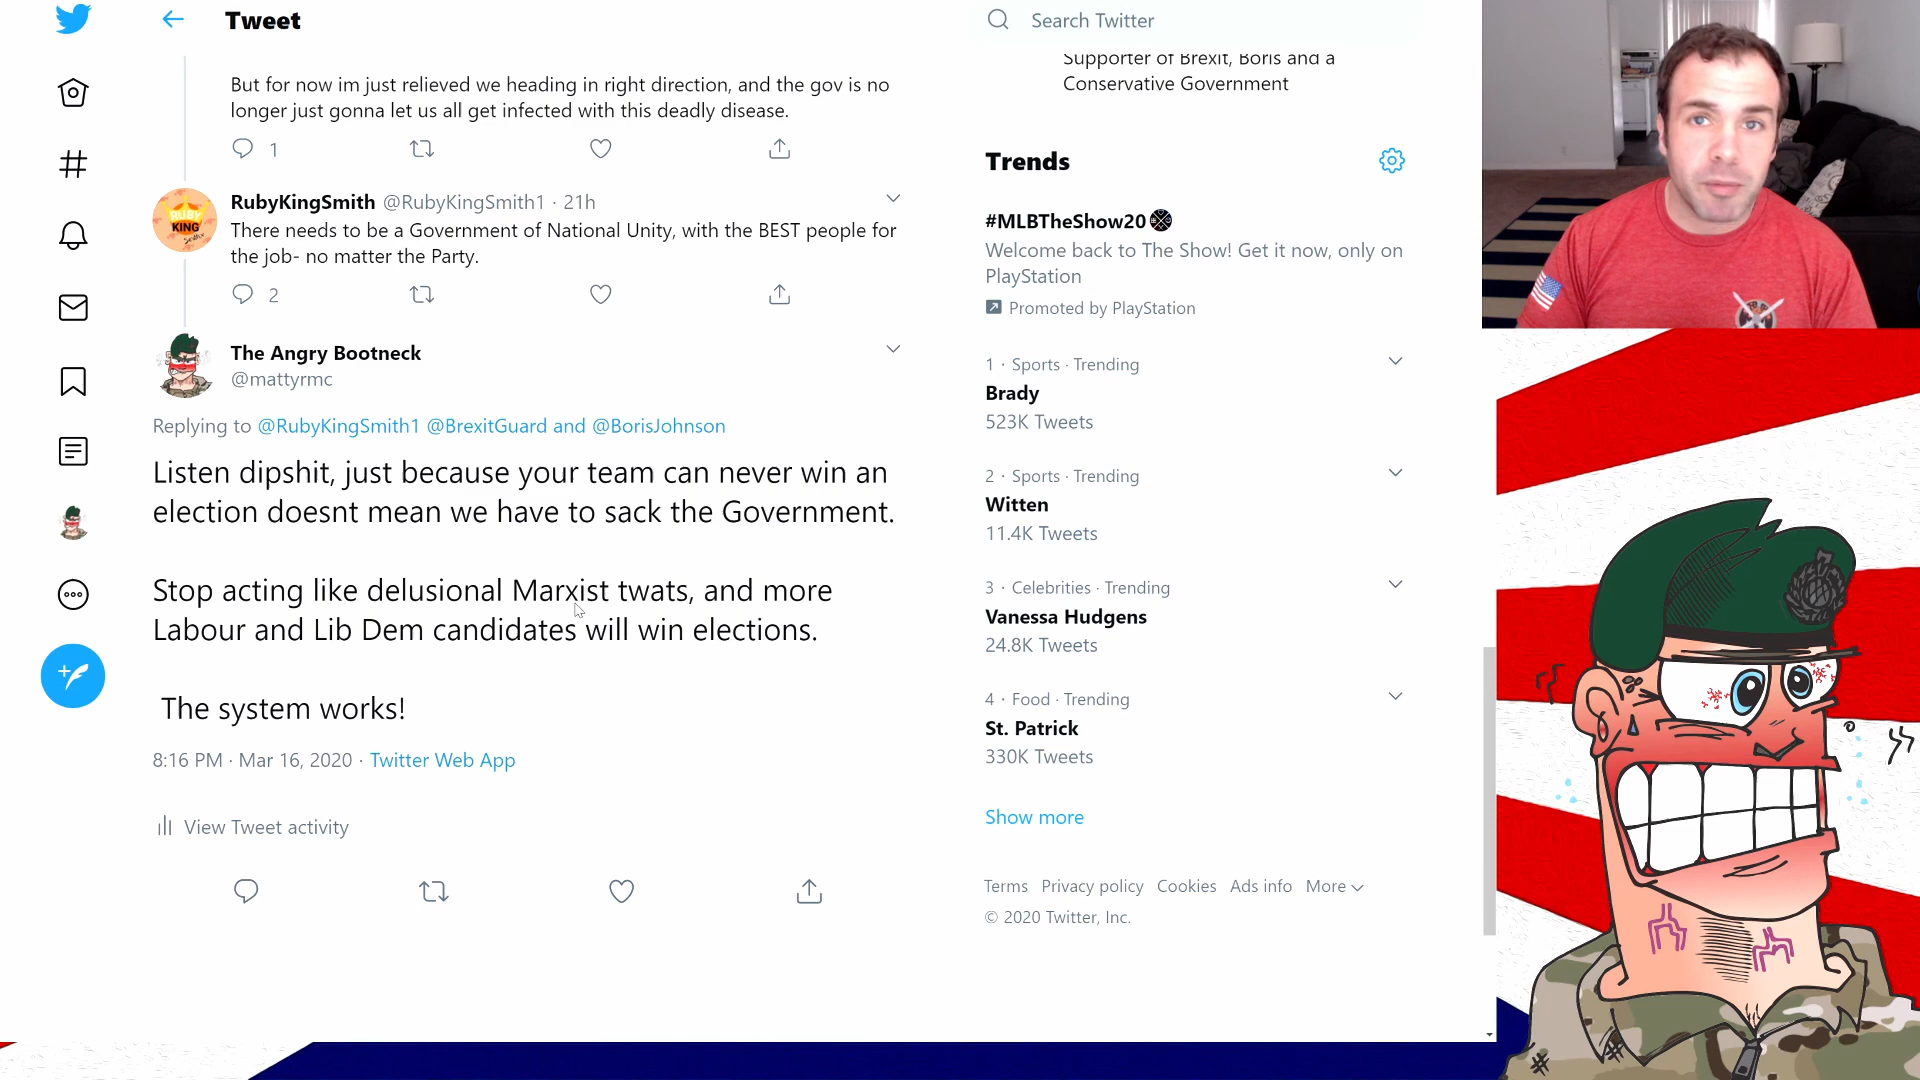 Tweet
Search Twitter
Supporter of Brexit, Boris and a
Conservative Government
But for now im just relieved we heading in right direction, and the gov is no
longer just gonna let us all get infected with this deadly disease.
1
RubyKingSmith @RubyKingSmith1 · 21h
There needs to be a Government of National Unity, with the BEST people for
the job- no matter the Party.
2
RUBY
KING
The Angry Bootneck
@mattyrmc
Replying to @RubyKingSmith1 @BrexitGuard and @BorisJohnson
Listen dipshit, just because your team can never win an
election doesnt mean we have to sack the Government.
Stop acting like delusional Marxist twats, and more
Labour and Lib Dem candidates will win elections.
The system works!
8:16 PM · Mar 16, 2020 · Twitter Web App
View Tweet activity
Trends
#MLBTheShow20
Welcome back to The Show! Get it now, only on
PlayStation
Promoted by PlayStation
1 · Sports · Trending
Brady
523K Tweets
2 · Sports · Trending
Witten
11.4K Tweets
3 · Celebrities · Trending
Vanessa Hudgens
24.8K Tweets
4 · Food · Trending
St. Patrick
330K Tweets
Show more
Terms Privacy policy Cookies Ads info More
© 2020 Twitter, Inc.